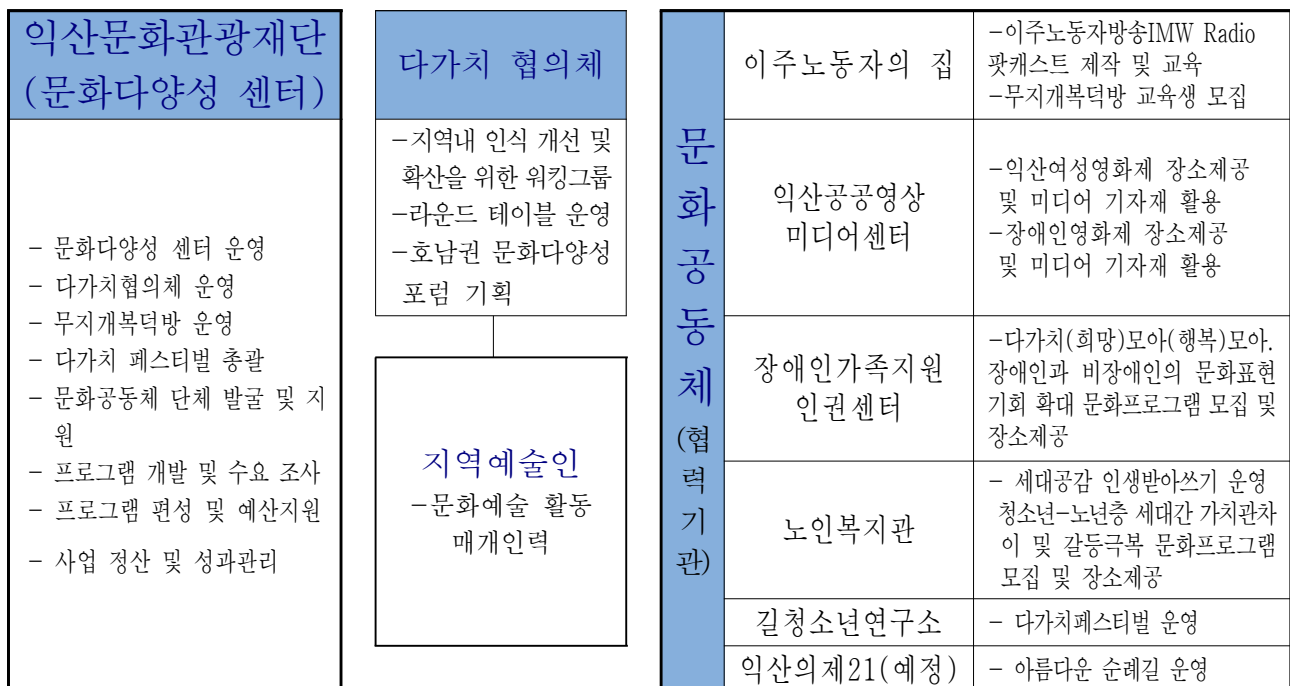 익산문화관광재단
(문화다양성 센터)
- 문화다양성 센터 운영
- 다가치협의체 운영
- 무지개복덕방 운영
- 다가치 페스티벌 총괄
- 문화공동체 단체 발굴 및 지
원
- 프로그램 개발 및 수요 조사
- 프로그램 편성 및 예산지원
- 사업 정산 및 성과관리
다가치 협의체
-지역내 인식 개선 및
확산을 위한 워킹그룹
-라운드 테이블 운영
-호남권 문화다양성
포럼 기획
지역예술인
-문화예술 활동
매개인력
문
화
공
동
체
(협
력
기
관)
이주노동자의 집
-이주노동자방송IMW Radio
팟캐스트 제작 및 교육
-무지개복덕방 교육생 모집
익산공공영상
미디어센터
-익산여성영화제 장소제공
및 미디어 기자재 활용
-장애인영화제 장소제공
및 미디어 기자재 활용
장애인가족지원
인권센터
-다가치(희망)모아(행복)모아.
장애인과 비장애인의 문화표현
기회 확대 문화프로그램 모집 및
장소제공
노인복지관
- 세대공감 인생받아쓰기 운영
청소년-노년층 세대간 가치관차
이 및 갈등극복 문화프로그램
모집 및 장소제공
길청소년연구소
- 다가치페스티벌 운영
익산의제21(예정)
- 아름다운 순례길 운영